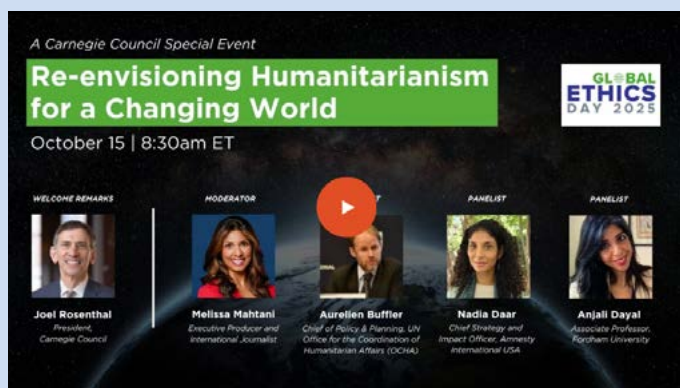 A Carnegie Council Special Event
Re-envisioning Humanitarianism
for a Changing World
October 15 | 8:30am ET
GLOBAL
ETHICS
DAY 2025
WELCOME REMARKS
Joel Rosenthal
President,
Carnegie Council
MODERATOR
Melissa Mahtani
Executive Producer and
International Journalist
Aurelien Buffler
Chief of Policy & Planning, UN
Office for the Coordination of
Humanitarian Affairs (OCHA)
PANELIST
Nadia Daar
Chief Strategy and
Impact Officer, Amnesty
International USA
PANELIST
Anjali Dayal
Associate Professor,
Fordham University